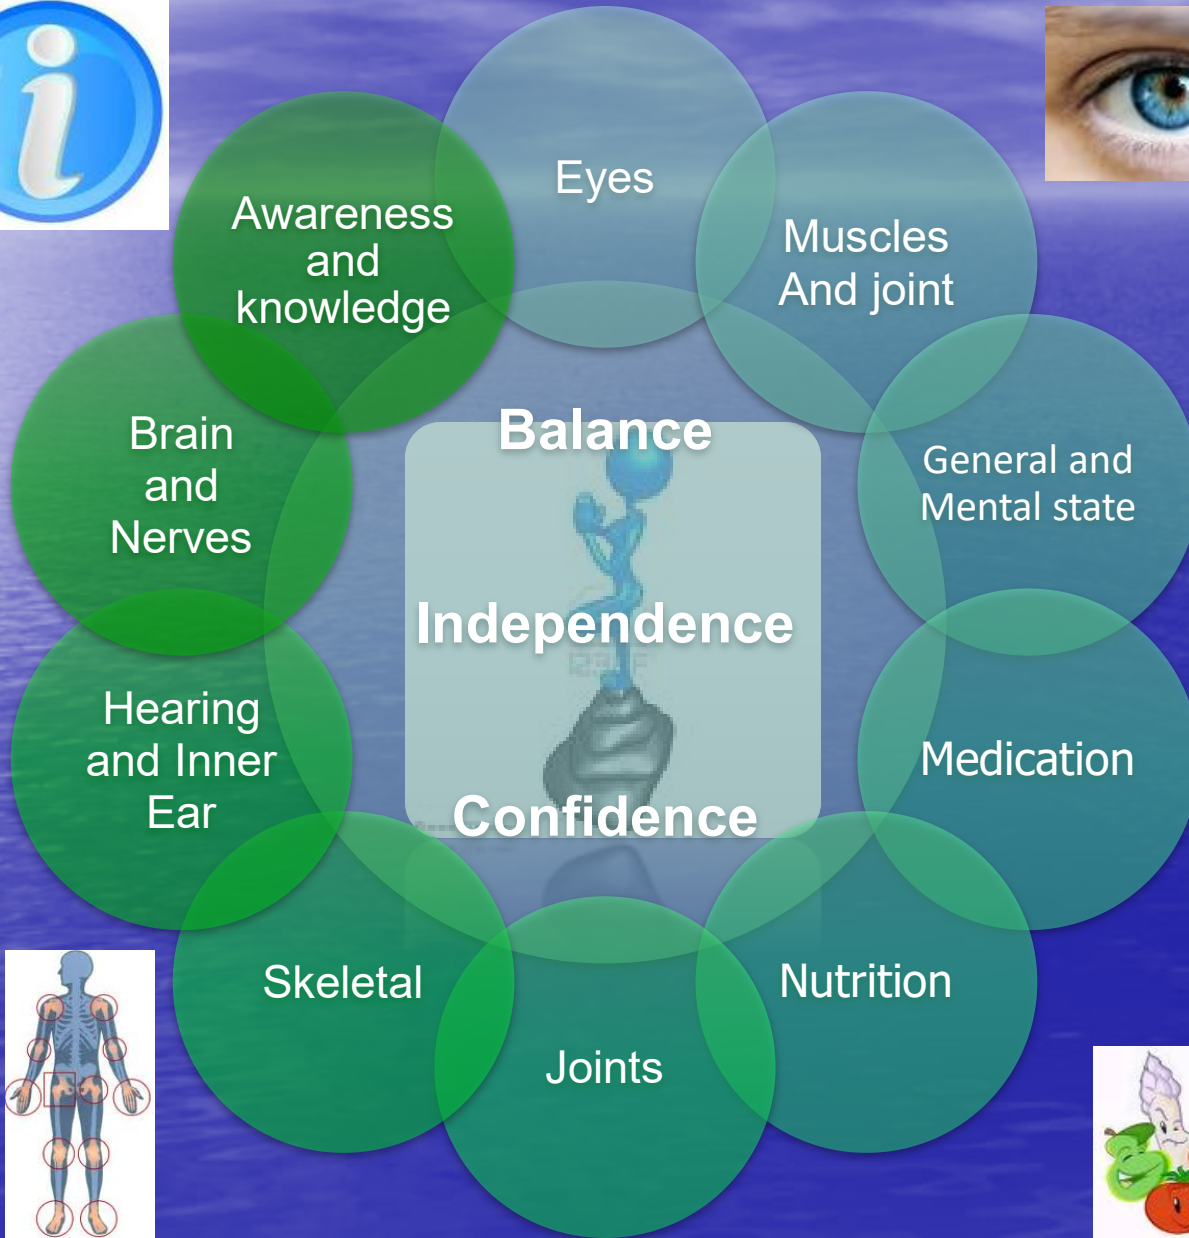 Eyes
Muscles
And joint
General and
Mental state
Medication
Nutrition
Joints
Skeletal
Hearing
and Inner
Ear
Brain
and
Nerves
Awareness
and
knowledge
Balance
Independence
Confidence